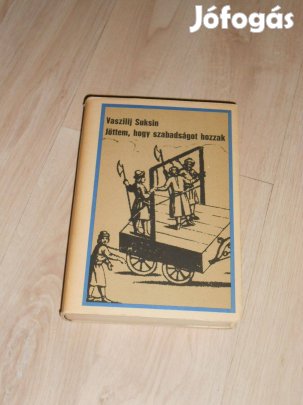 Jófogás
Vaszilij Suksin
Jöttem, hogy szabadságot hozzak